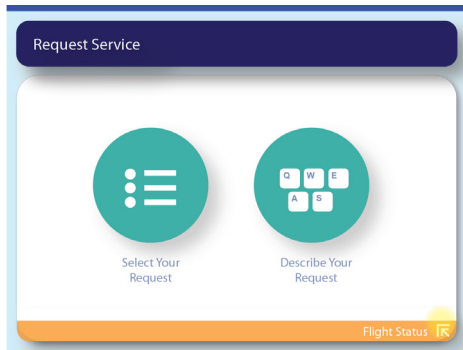 Request Service
Q W E
A S
Select Your
Request
Describe Your
Request
Flight Status